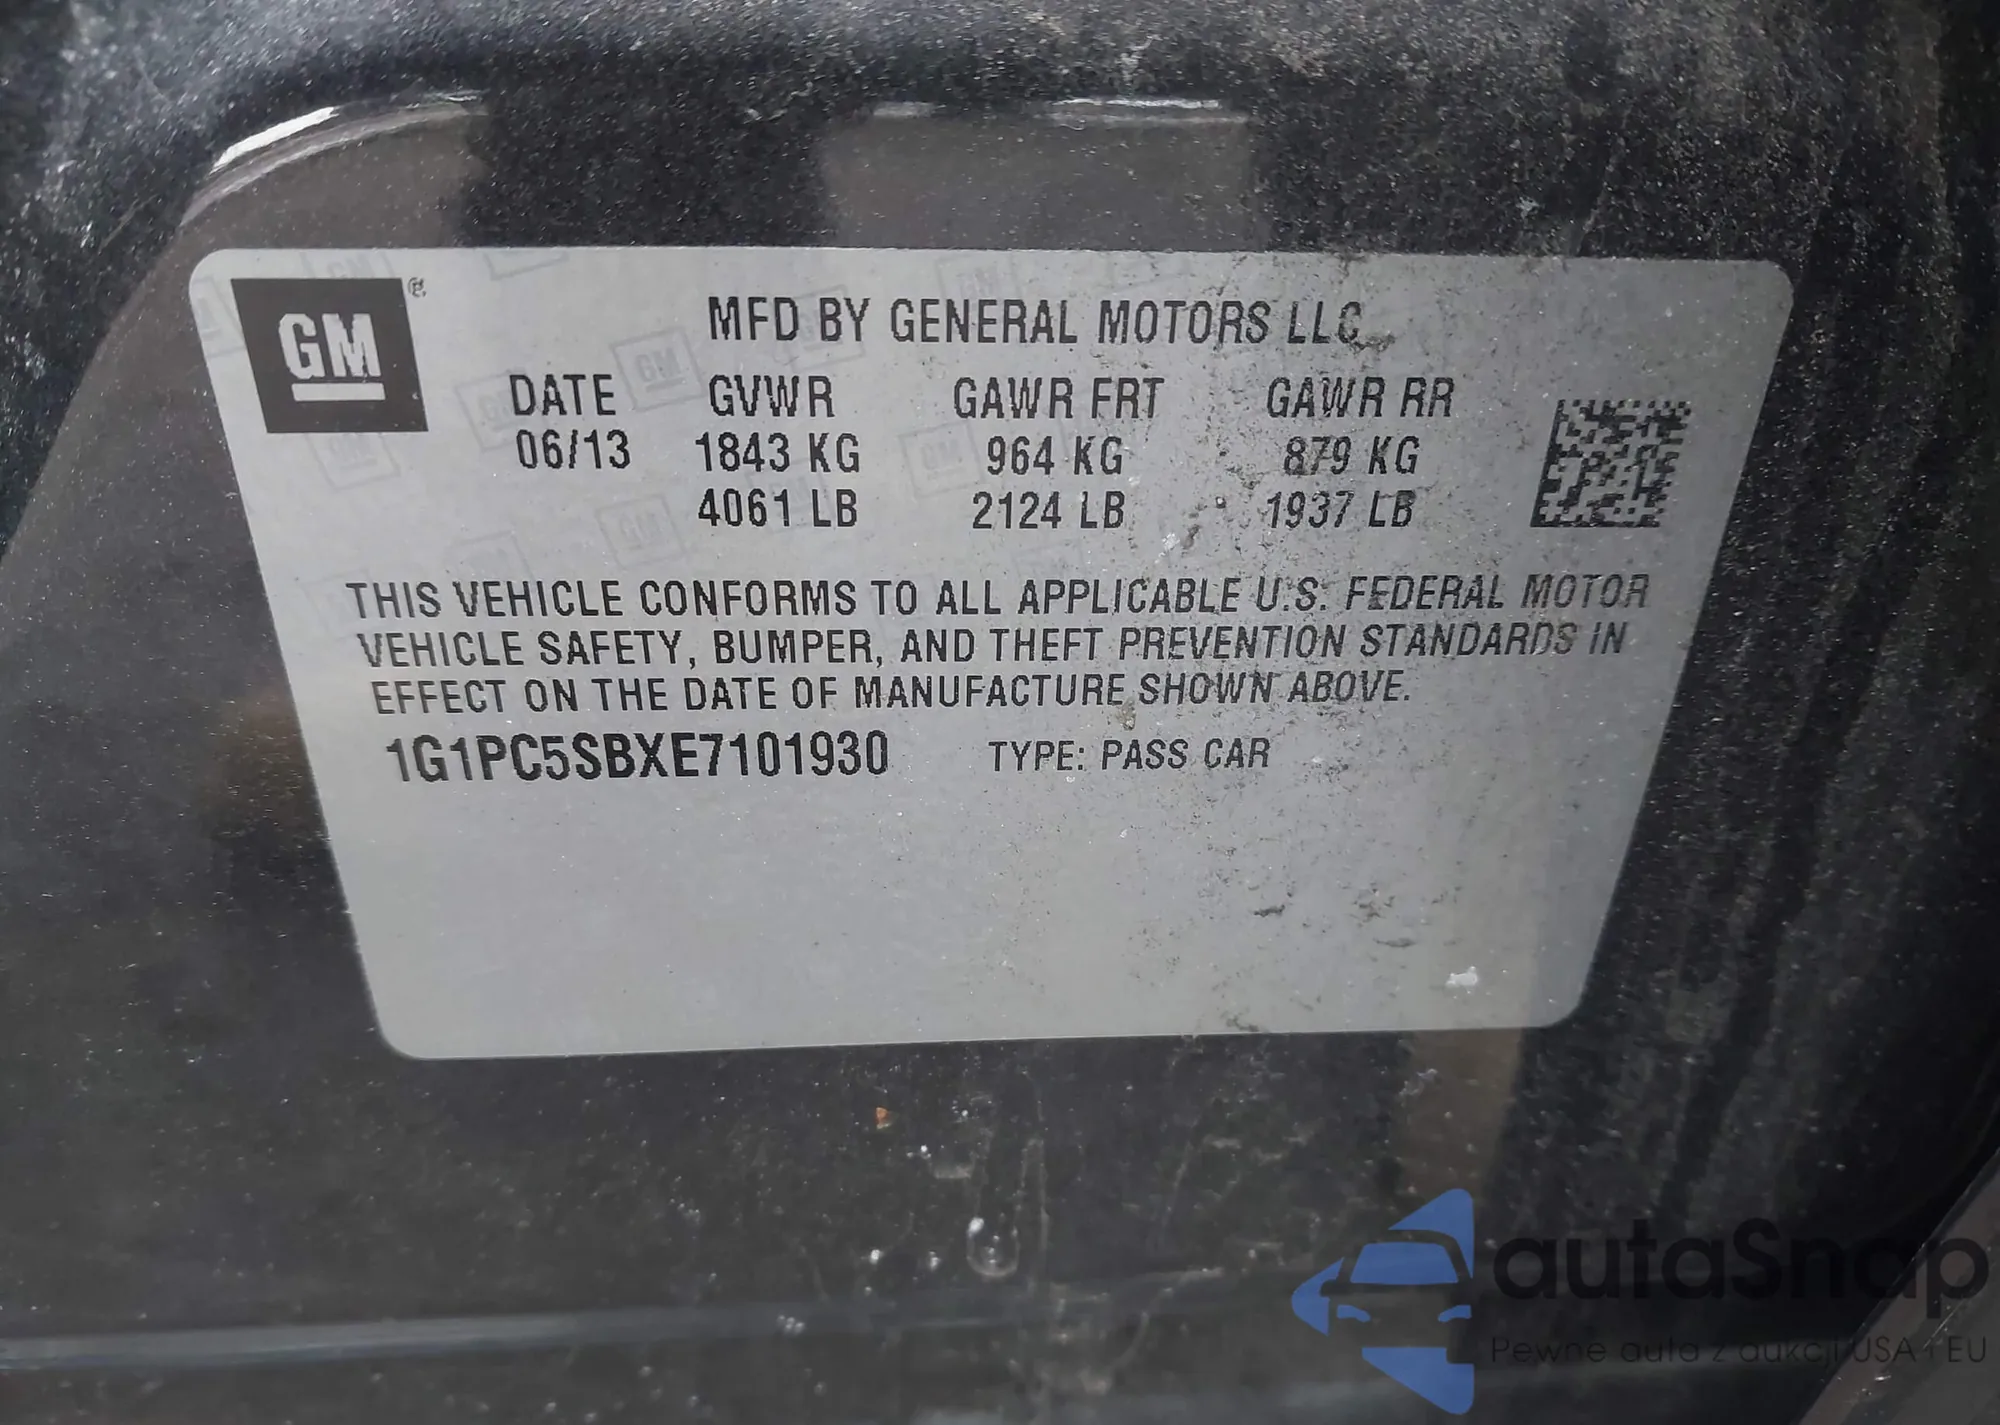 GM
MFD BY GENERAL MOTORS LLC
DATE GVWR GAWR FRT GAWR RR
06/13 1843 KG 964 KG 879 KG
4061 LB 2124 LB 1937 LB
THIS VEHICLE CONFORMS TO ALL APPLICABLE U.S. FEDERAL MOTOR
VEHICLE SAFETY, BUMPER, AND THEFT PREVENTION STANDARDS IN
EFFECT ON THE DATE OF MANUFACTURE SHOWN ABOVE.
1G1PC5SBXE7101930 TYPE: PASS CAR
autaSnap
Pewne auta z aukcji USA i EU